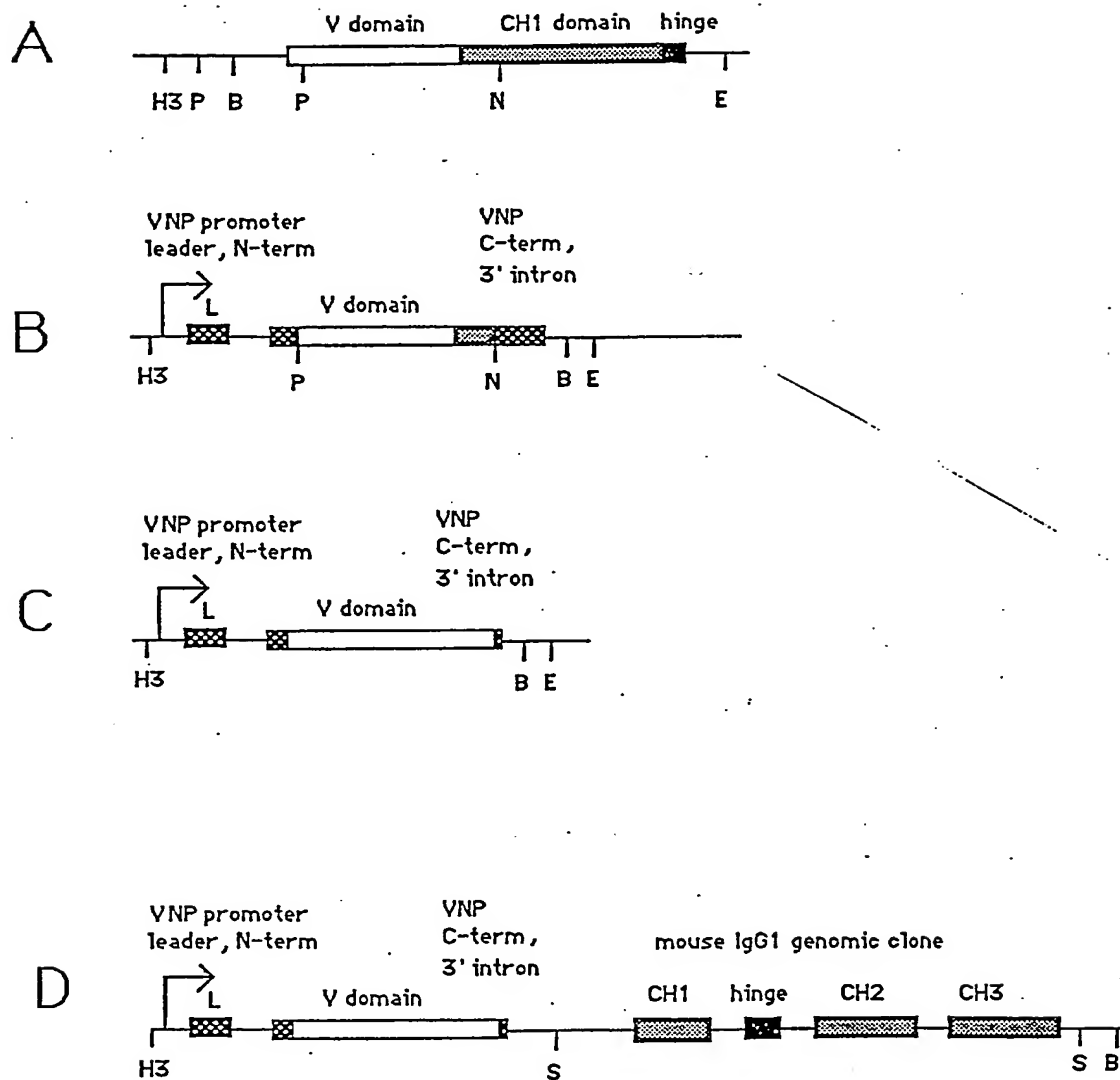 A
V domain CH1 domain hinge
H3 P B P N E
B
VNP promoter
leader, N-term
VNP
C-term,
3' intron
L
V domain
H3 P N B E
C
VNP promoter
leader, N-term
VNP
C-term,
3' intron
L
V domain
H3 B E
D
VNP promoter
leader, N-term
VNP
C-term,
3' intron
mouse IgG1 genomic clone
L
V domain
CH1 hinge CH2 CH3
H3 S S B